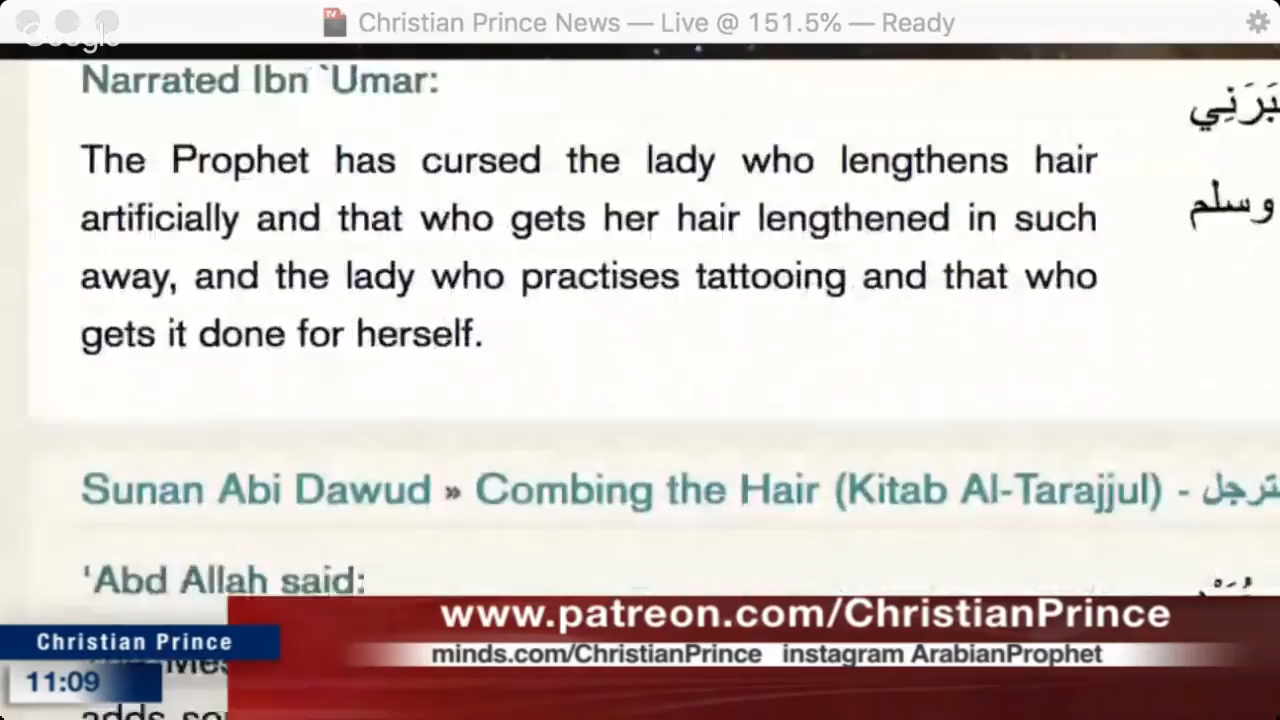 Christian Prince News — Live @ 151.5% — Ready
Google
Narrated Ibn `Umar:
The Prophet has cursed the lady who lengthens hair
artificially and that who gets her hair lengthened in such
away, and the lady who practises tattooing and that who
gets it done for herself.
وسلم
Sunan Abi Dawud » Combing the Hair (Kitab Al-Tarajjul) -
'Abd Allah said:
www.patreon.com/ChristianPrince
Christian Prince
minds.com/ChristianPrince instagram ArabianProphet
11:09
adds